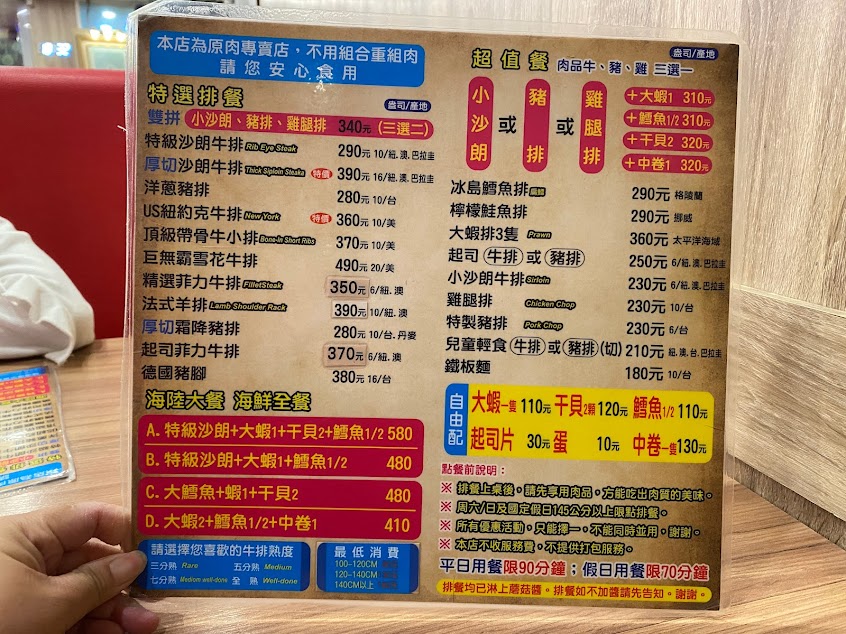 本店為原肉專賣店，不用組合重組肉
請您安心食用
特選排餐 盎司/產地
雙拼 小沙朗、豬排、雞腿排 340元 (三選二)
特級沙朗牛排 Rib Eye Steak 290元 10/紐.澳.巴拉圭
厚切沙朗牛排 Thick Siploin Steaka 特價 390元 16/紐.澳.巴拉圭
洋蔥豬排 280元 10/台
US紐約克牛排 New York 特價 360元 10/美
頂級帶骨牛小排 Bone-In Short Ribs 370元 10/美
巨無霸雪花牛排 490元 20/美
精選菲力牛排 FilletSteak 350元 6/紐.澳
法式羊排 Lamb Shoulder Rack 390元 10/紐.澳
厚切霜降豬排 280元 10/台.丹麥
起司菲力牛排 370元 6/紐.澳
德國豬腳 380元 16/台
海陸大餐 海鮮全餐
A. 特級沙朗+大蝦1+干貝2+鱈魚1/2 580
B. 特級沙朗+大蝦1+鱈魚1/2 480
C. 大鱈魚+蝦1+干貝2 480
D. 大蝦2+鱈魚1/2+中卷1 410
請選擇您喜歡的牛排熟度
三分熟 Rare 五分熟 Medium
七分熟 Medium well-done 全熟 Well-done
最低消費
100-120CM
120-140CM
140CM以上
超值餐 肉品牛、豬、雞 三選一 盎司/產地
小沙朗 或 豬排 或 雞腿排
+大蝦1 310元
+鱈魚1/2 310元
+干貝2 320元
+中卷1 320元
冰島鱈魚排 290元 格陵蘭
檸檬鮭魚排 290元 挪威
大蝦排3隻 Prawn 360元 太平洋海域
起司 牛排 或 豬排 250元 6/紐.澳.巴拉圭
小沙朗牛排 Sirloin 230元 6/紐.澳.巴拉圭
雞腿排 Chicken Chop 230元 10/台
特製豬排 Pork Chop 230元 6/台
兒童輕食 牛排 或 豬排 (切) 210元 紐.台.巴拉圭
鐵板麵 180元 10/台
自由配
大蝦一隻 110元 干貝2顆 120元 鱈魚1/2 110元
起司片 30元 蛋 10元 中卷一隻 130元
點餐前說明：
※ 排餐上桌後，請先享用肉品，方能吃出肉質的美味。
※ 周六/日及國定假日145公分以上限點排餐。
※ 所有優惠活動，只能擇一，不能同時並用，謝謝。
※ 本店不收服務費，不提供打包服務。
平日用餐限90分鐘；假日用餐限70分鐘
排餐均已淋上蘑菇醬。排餐如不加醬請先告知。謝謝。